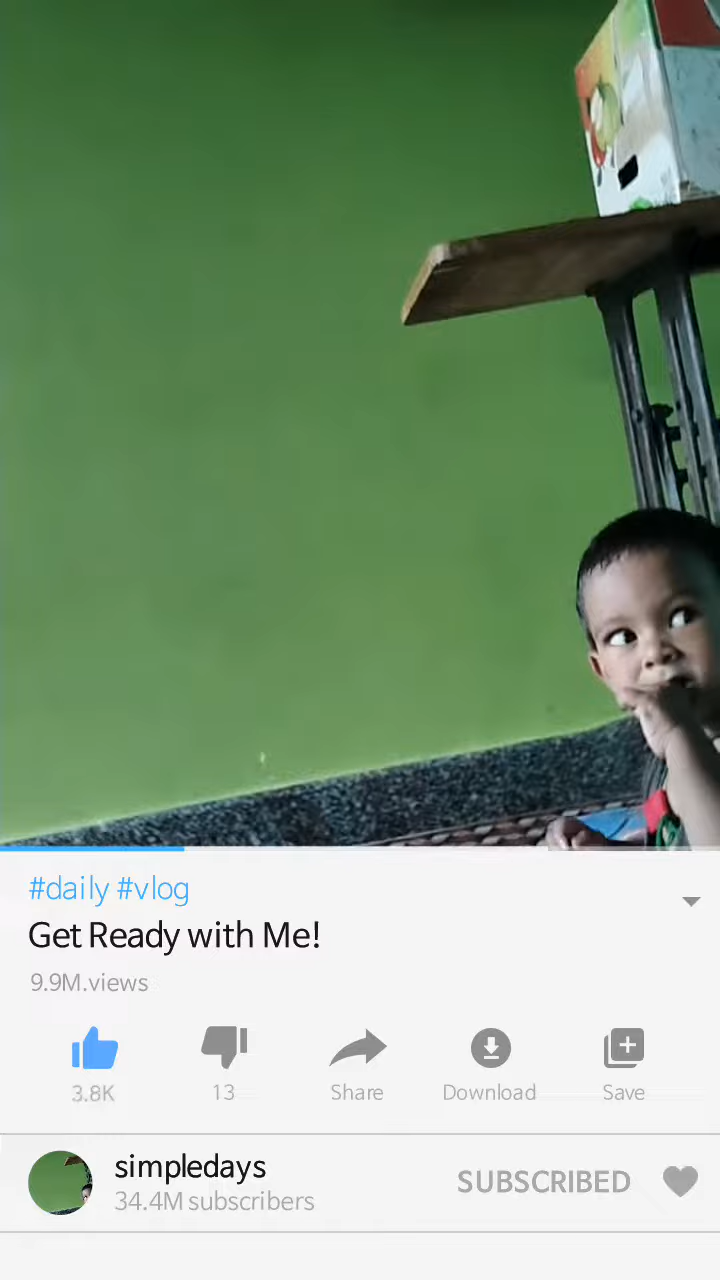 #daily #vlog
Get Ready with Me!
9.9M.views
3.8K
13
Share
Download
Save
simpledays
SUBSCRIBED
34.4M subscribers